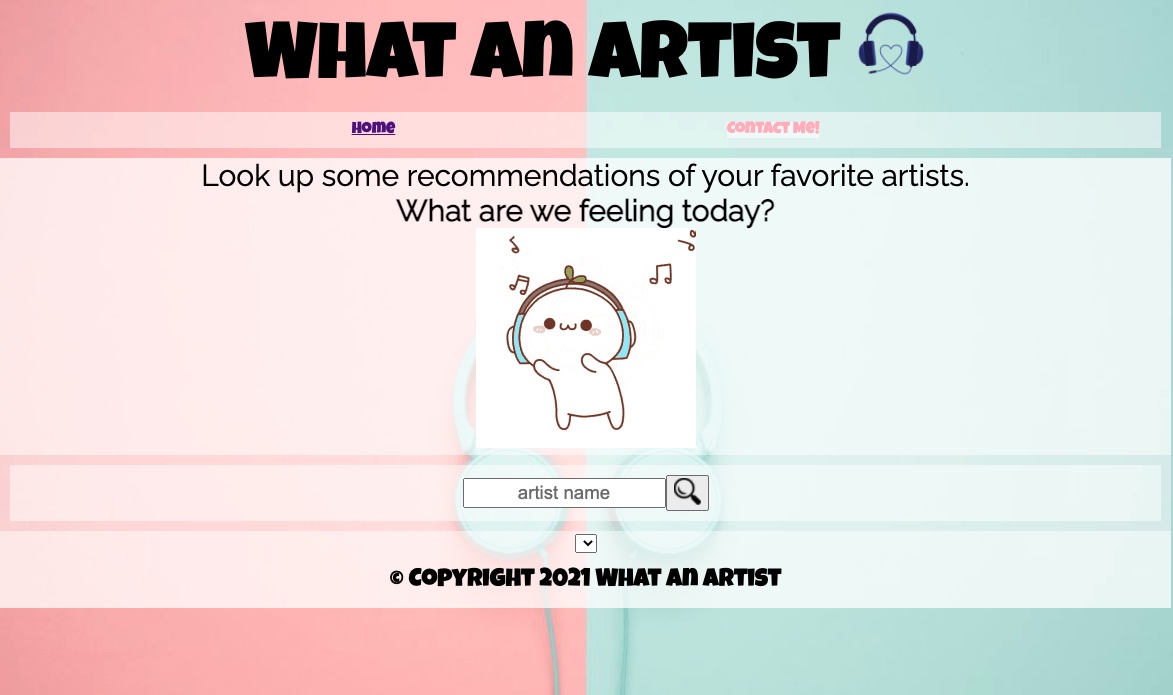 WHAT AN ARTIST
Home
Contact Me!
Look up some recommendations of your favorite artists.
What are we feeling today?
artist name
© COPYRIGHT 2021 WHAT AN ARTIST